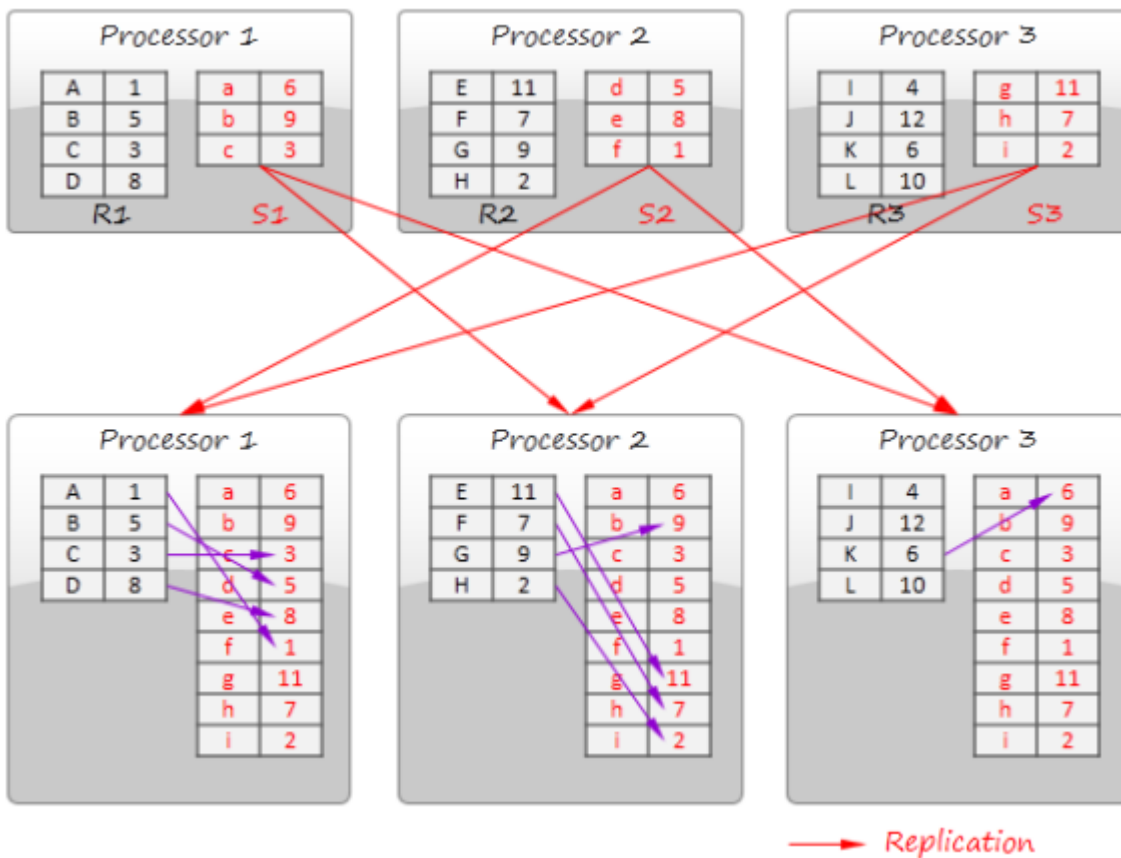 Processor 1
A 1 a 6
B 5 b 9
C 3 c 3
D 8
R1 S1
Processor 2
E 11 d 5
F 7 e 8
G 9 f 1
H 2
R2 S2
Processor 3
I 4 g 11
J 12 h 7
K 6 i 2
L 10
R3 S3
Processor 1
A 1 a 6
B 5 b 9
C 3 c 3
D 8 d 5
e 8
f 1
g 11
h 7
i 2
Processor 2
E 11 a 6
F 7 b 9
G 9 c 3
H 2 d 5
e 8
f 1
g 11
h 7
i 2
Processor 3
I 4 a 6
J 12 b 9
K 6 c 3
L 10 d 5
e 8
f 1
g 11
h 7
i 2
Replication